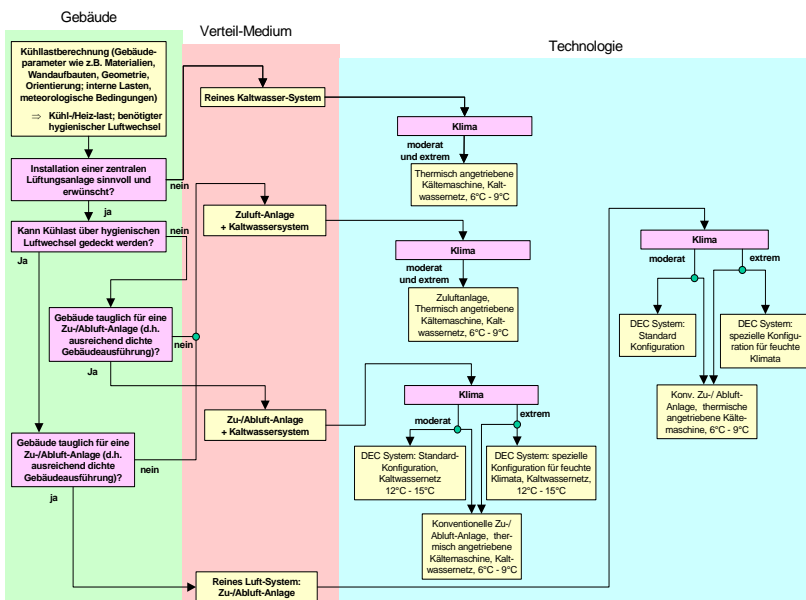 Gebäude
Verteil-Medium
Technologie
Kühllastberechnung (Gebäude-
parameter wie z.B. Materialien,
Wandaufbauten, Geometrie,
Orientierung; interne Lasten,
meteorologische Bedingungen)
⇒ Kühl-/Heiz-last; benötigter
hygienischer Luftwechsel
Reines Kaltwasser-System
Klima
moderat
und extrem
Thermisch angetriebene
Kältemaschine, Kalt-
wassernetz, 6°C - 9°C
Installation einer zentralen
Lüftungsanlage sinnvoll und
erwünscht?
nein
ja
Zuluft-Anlage
+ Kaltwassersystem
Kann Kühllast über hygienischen
Luftwechsel gedeckt werden?
nein
Ja
Klima
moderat
und extrem
Zuluftanlage,
Thermisch angetriebene
Kältemaschine, Kalt-
wassernetz, 6°C - 9°C
Klima
moderat
extrem
DEC System:
Standard
Konfiguration
DEC System:
spezielle Konfigu-
ration für feuchte
Klimata
Konv. Zu-/ Abluft-
Anlage, thermische
angetriebene Kälte-
maschine, 6°C - 9°C
Gebäude tauglich für eine
Zu-/Abluft-Anlage (d.h.
ausreichend dichte
Gebäudeausführung)?
nein
Ja
Zu-/Abluft-Anlage
+ Kaltwassersystem
Klima
moderat
extrem
DEC System: Standard-
Konfiguration,
Kaltwassernetz
12°C - 15°C
DEC System: spezielle
Konfiguration für feuchte
Klimata, Kaltwassernetz,
12°C - 15°C
Konventionelle Zu-/
Abluft-Anlage, ther-
misch angetriebene
Kältemaschine, Kalt-
wassernetz, 6°C - 9°C
Gebäude tauglich für eine
Zu-/Abluft-Anlage (d.h.
ausreichend dichte
Gebäudeausführung)?
nein
ja
Reines Luft-System:
Zu-/Abluft-Anlage